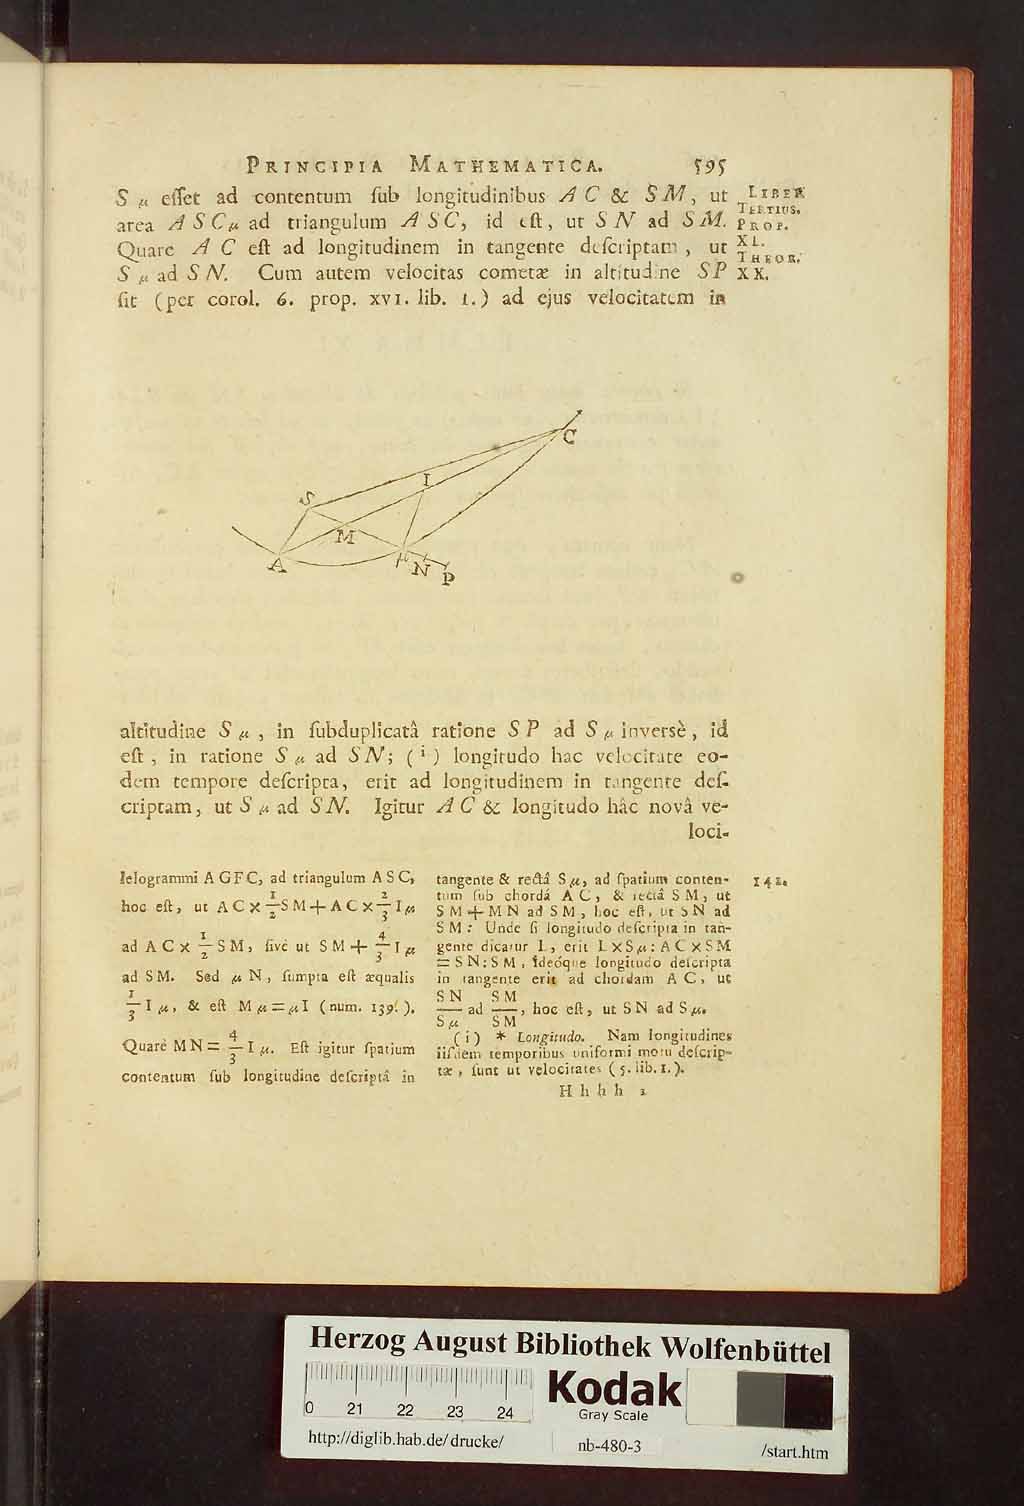 PRINCIPIA MATHEMATICA. 595
S μ eſſet ad contentum ſub longitudinibus A C & S M, ut
area A S C μ ad triangulum A S C, id eſt, ut S N ad S M.
Quare A C eſt ad longitudinem in tangente deſcriptam, ut
S μ ad S N. Cum autem velocitas cometæ in altitudine S P
ſit (per corol. 6. prop. XVI. lib. I.) ad ejus velocitatem in
LIBER
TERTIUS.
PROP.
XL.
THEOR.
XX.
C
I
S
M
A
μ N P
altitudine S μ, in ſubduplicatâ ratione S P ad S μ inversè, id
eſt, in ratione S μ ad S N; (i) longitudo hac velocitate eo-
dem tempore deſcripta, erit ad longitudinem in tangente deſ-
criptam, ut S μ ad S N. Igitur A C & longitudo hâc novâ ve-
loci-
lelogrammi A G F C, ad triangulum A S C,
hoc eſt, ut A C × 1/2 S M + A C × 2/3 I μ
ad A C × 1/2 S M, ſive ut S M + 4/3 I μ
ad S M. Sed μ N, ſumpta eſt æqualis
1/3 I μ, & eſt M μ = μ I (num. 139.).
Quare M N = 4/3 I μ. Eſt igitur ſpatium
contentum ſub longitudine deſcriptâ in
tangente & rectâ S μ, ad ſpatium conten-
tum ſub chordâ A C, & rectâ S M, ut
S M + M N ad S M, hoc eſt, ut S N ad
S M: Unde ſi longitudo deſcripta in tan-
gente dicatur L, erit L × S μ : A C × S M
= S N : S M, ideóque longitudo deſcripta
in tangente erit ad chordam A C, ut
S N/S μ ad S M/S M, hoc eſt, ut S N ad S μ.
(i) * Longitudo. Nam longitudines
iiſdem temporibus uniformi motu deſcrip-
tæ, ſunt ut velocitates (5. lib. I.).
142.
H h h h 2
Herzog August Bibliothek Wolfenbüttel
0 21 22 23 24
Kodak
Gray Scale
http://diglib.hab.de/drucke/ nb-480-3 /start.htm